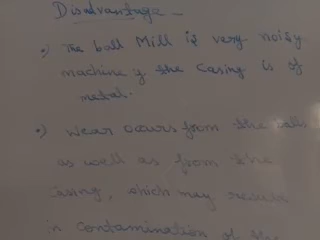 Disadvantage -
•) The ball Mill is very noisy
machine if the casing is of
metal.
•) Wear occurs from the balls
as well as from the
casing, which may
in contamination of the